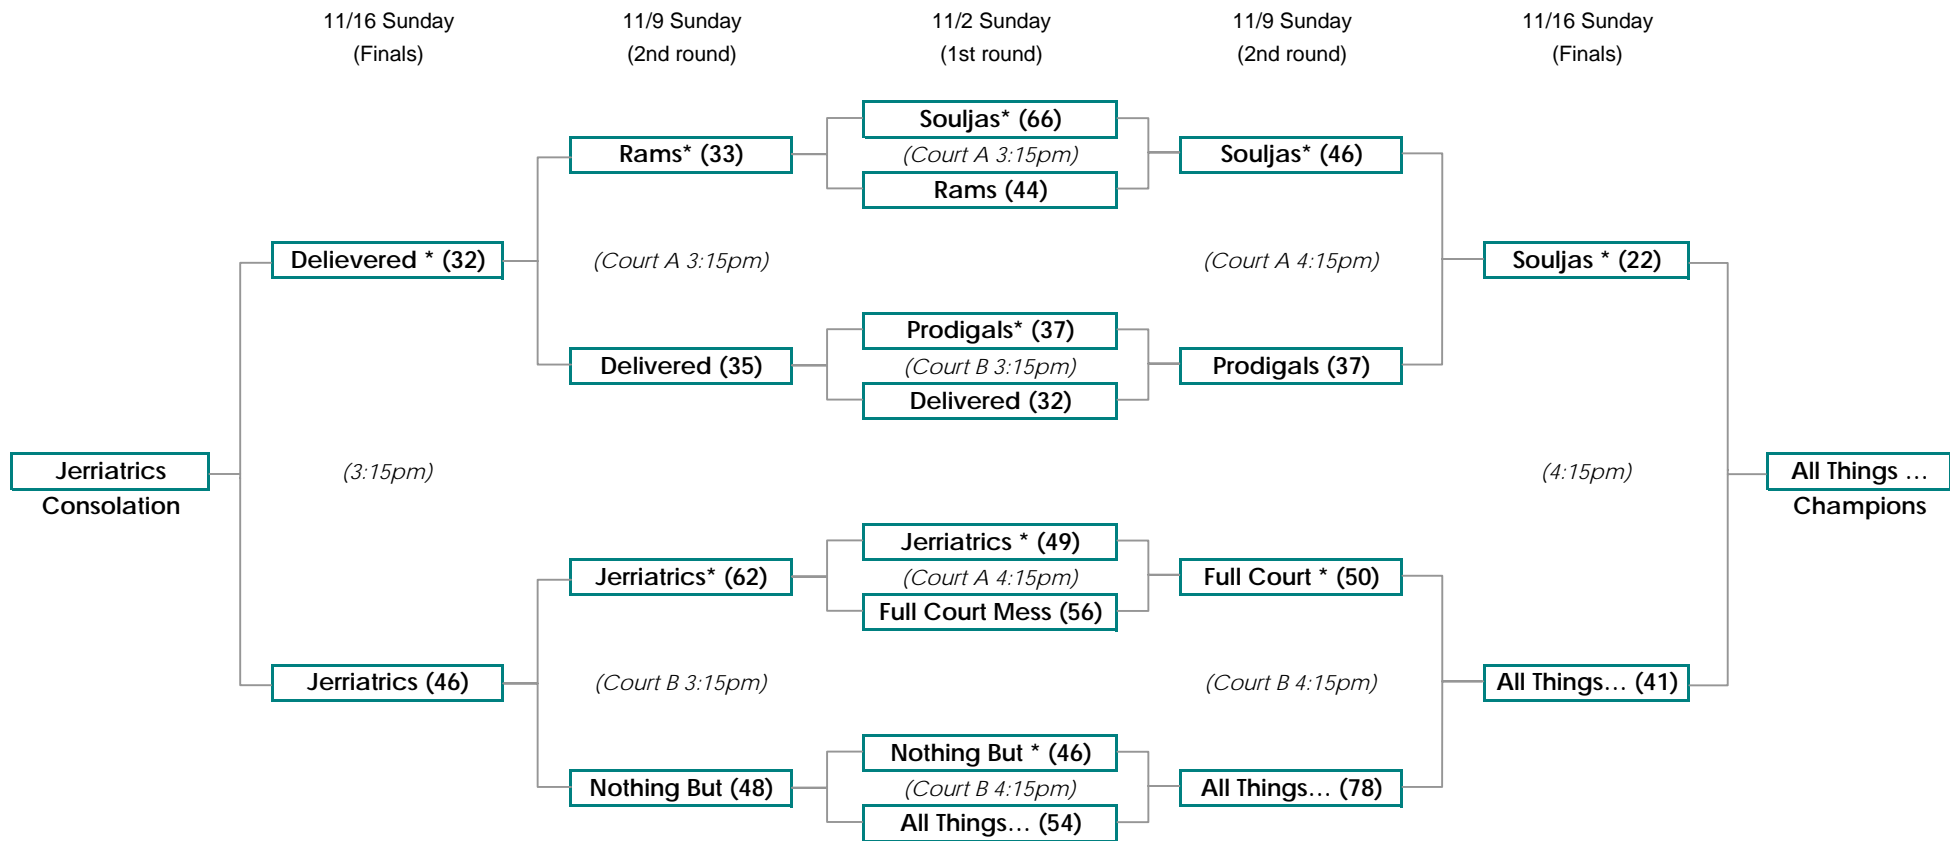 11/16 Sunday
(Finals)
11/9 Sunday
(2nd round)
11/2 Sunday
(1st round)
11/9 Sunday
(2nd round)
11/16 Sunday
(Finals)
Souljas* (66)
Rams* (33)
(Court A 3:15pm)
Souljas* (46)
Rams (44)
Delievered * (32)
(Court A 3:15pm)
(Court A 4:15pm)
Souljas * (22)
Prodigals* (37)
Delivered (35)
(Court B 3:15pm)
Prodigals (37)
Delivered (32)
Jerriatrics
Consolation
(3:15pm)
(4:15pm)
All Things ...
Champions
Jerriatrics * (49)
Jerriatrics* (62)
(Court A 4:15pm)
Full Court * (50)
Full Court Mess (56)
Jerriatrics (46)
(Court B 3:15pm)
(Court B 4:15pm)
All Things... (41)
Nothing But * (46)
Nothing But (48)
(Court B 4:15pm)
All Things... (78)
All Things... (54)